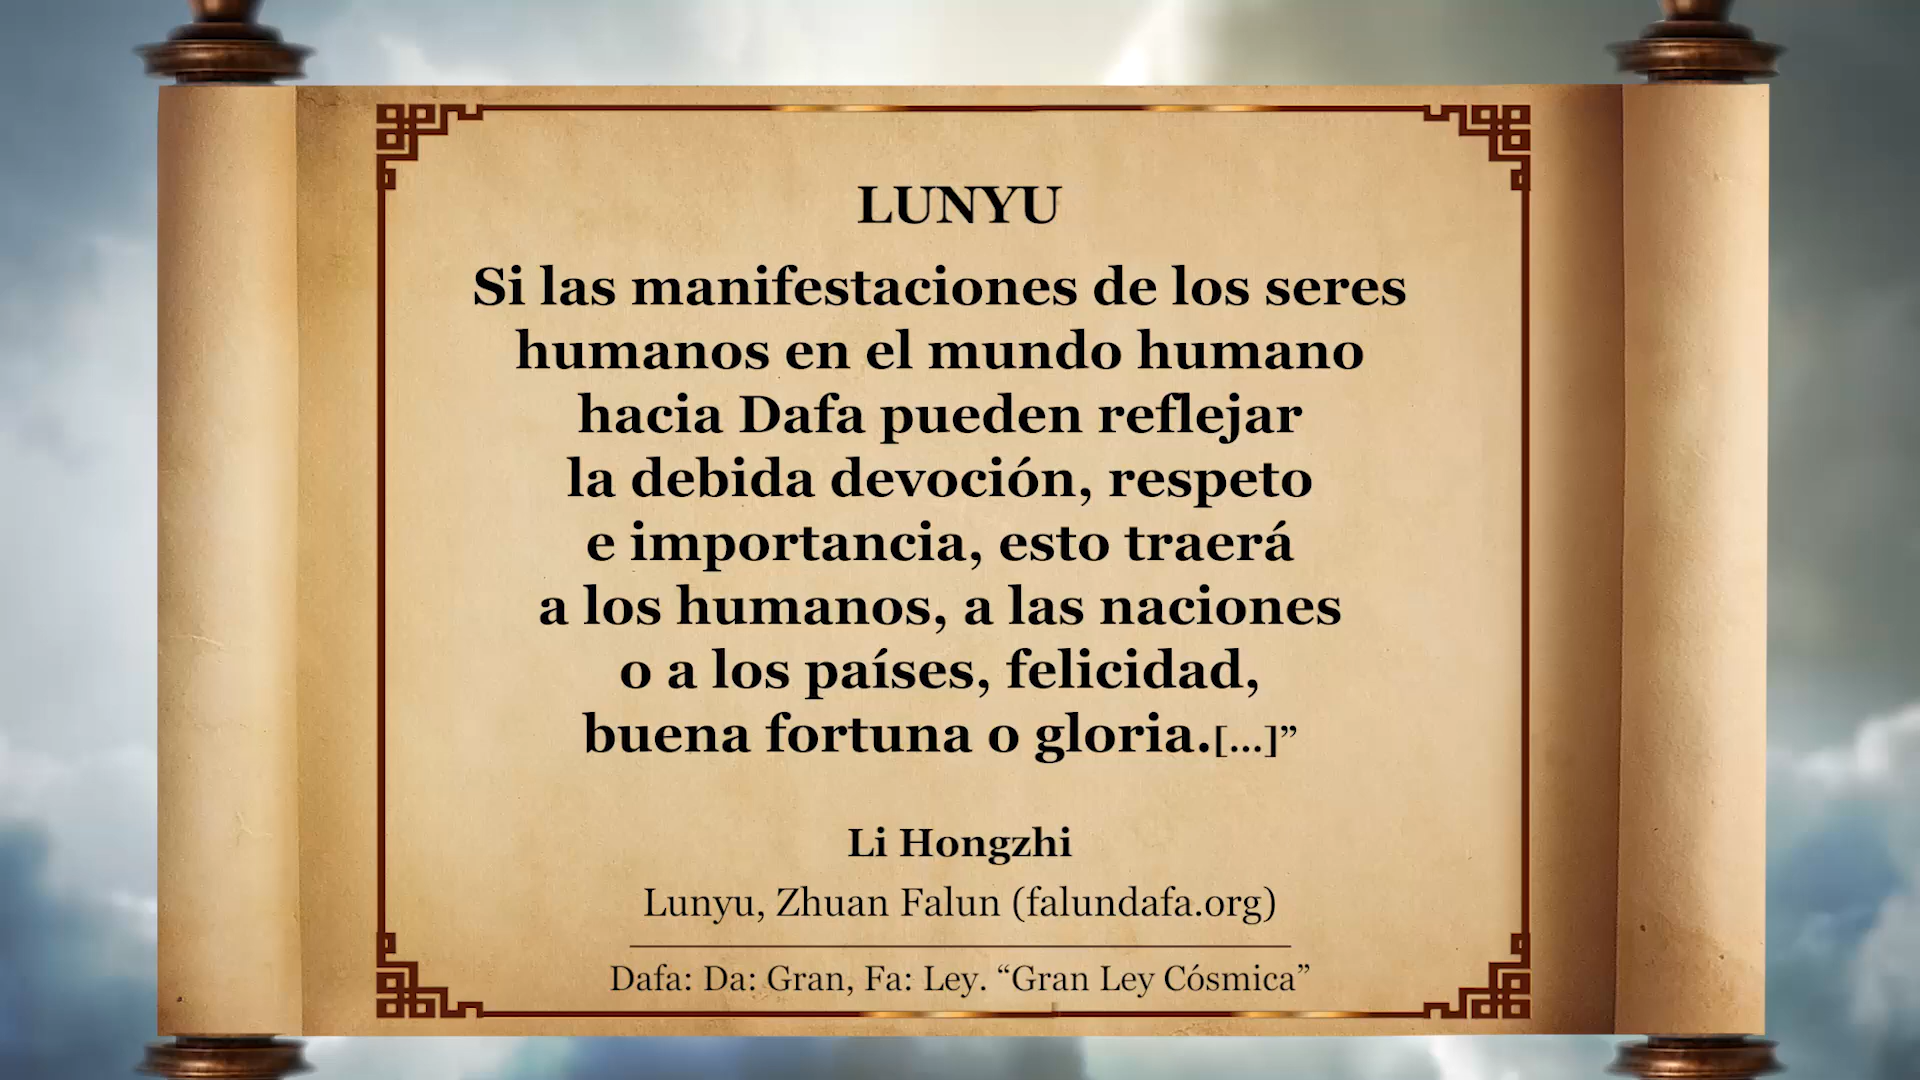 LUNYU
Si las manifestaciones de los seres
humanos en el mundo humano
hacia Dafa pueden reflejar
la debida devoción, respeto
e importancia, esto traerá
a los humanos, a las naciones
o a los países, felicidad,
buena fortuna o gloria.[...]”
Li Hongzhi
Lunyu, Zhuan Falun (falundafa.org)
Dafa: Da: Gran, Fa: Ley. “Gran Ley Cósmica”